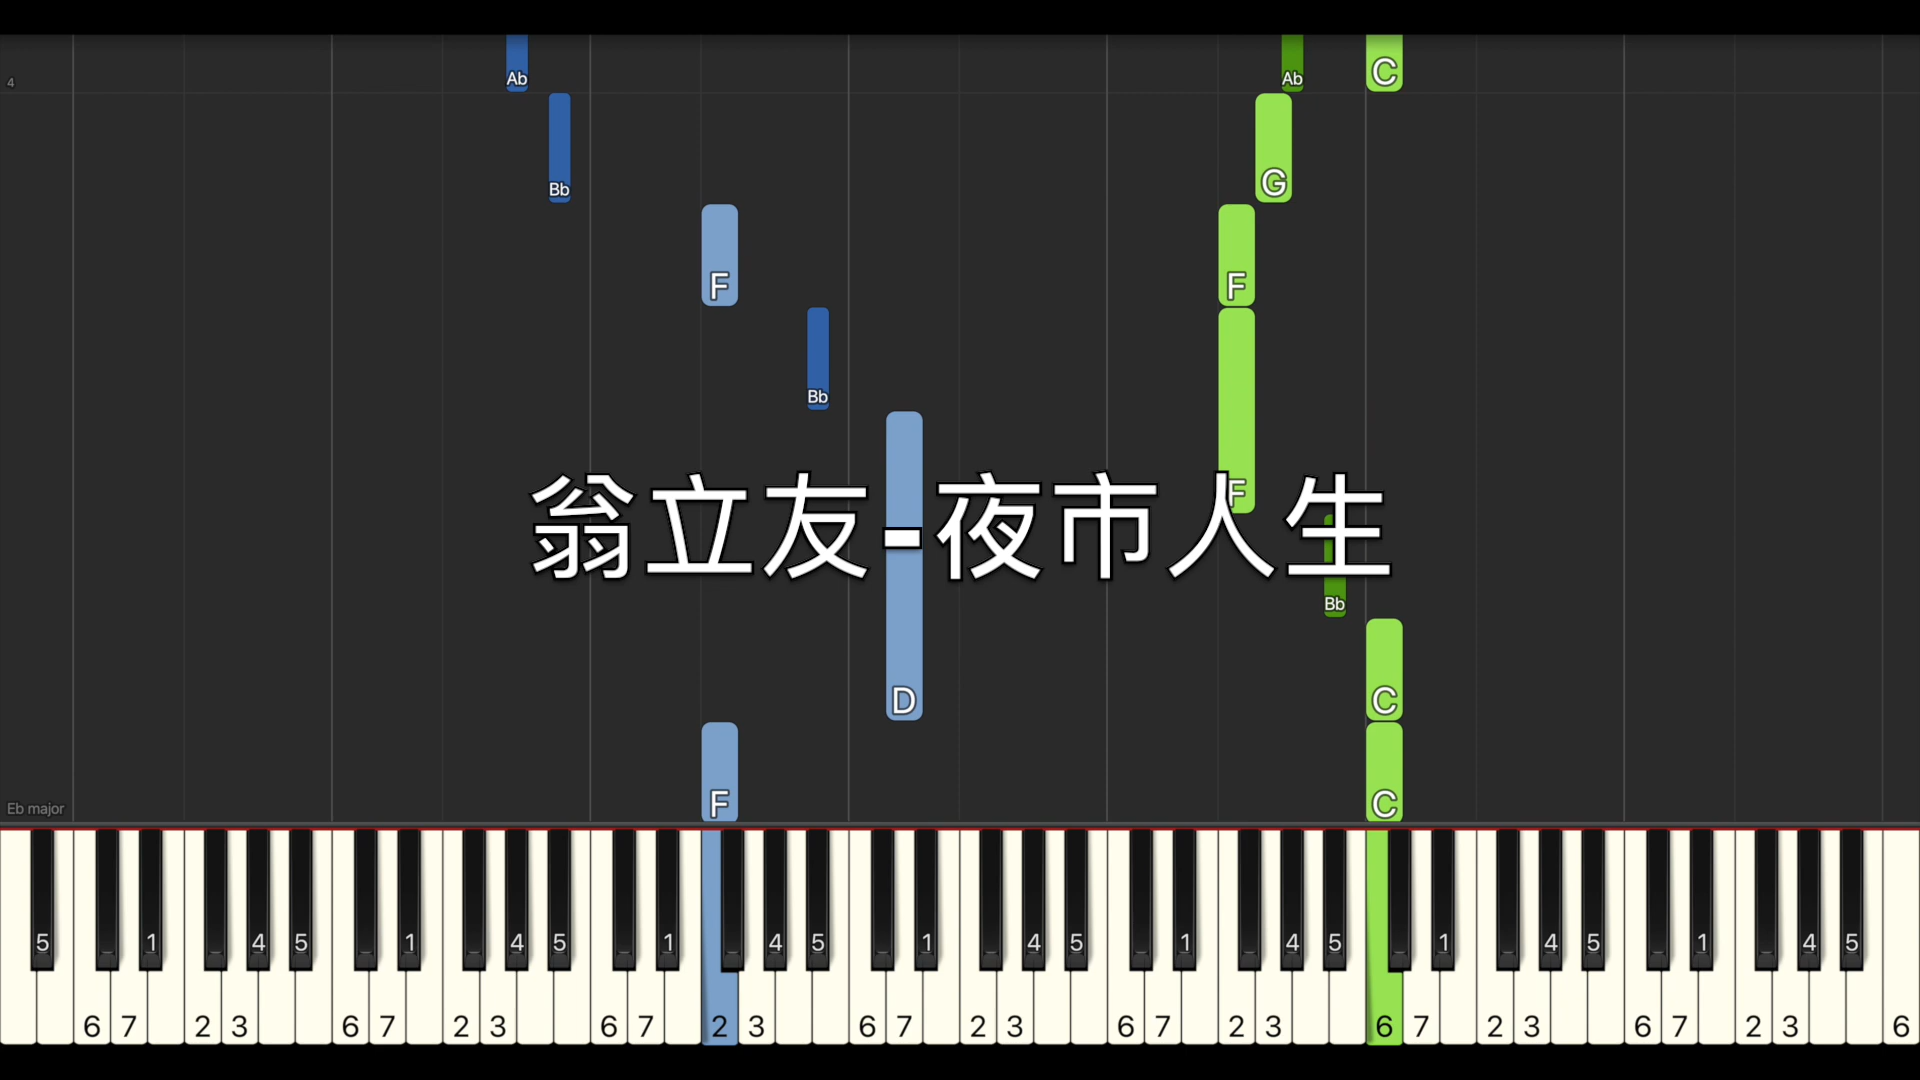 Ab Ab C
4
Bb G
F F
Bb
翁立友-夜市人生
F
Bb
D C
F C
Eb major
5 1 4 5 1 4 5 1 4 5 1 4 5 1 4 5 1 4 5 1 4 5
6 7 2 3 6 7 2 3 6 7 2 3 6 7 2 3 6 7 2 3 6 7 2 3 6 7 2 3 6